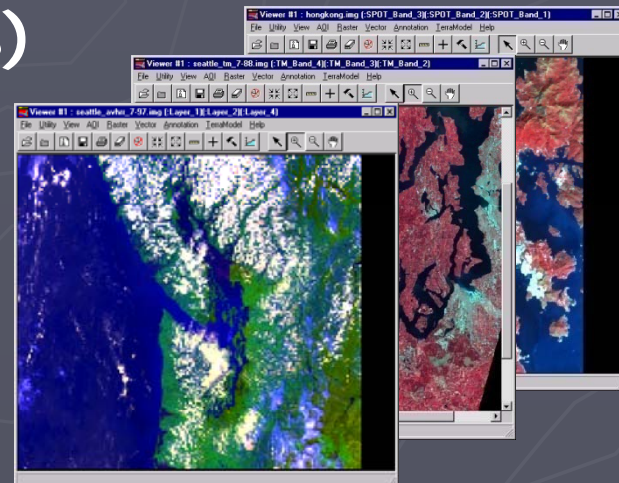 )
Viewer #1 : hongkong.img (:SPOT_Band_3)(:SPOT_Band_2)(:SPOT_Band_1)
File Utility View AOI Raster Vector Annotation TerraModel Help
Viewer #1 : seattle_tm_7-88.img (:TM_Band_4)(:TM_Band_3)(:TM_Band_2)
File Utility View AOI Raster Vector Annotation TerraModel Help
Viewer #1 : seattle_avhrr_7-97.img (:Layer_1)(:Layer_2)(:Layer_4)
File Utility View AOI Raster Vector Annotation TerraModel Help